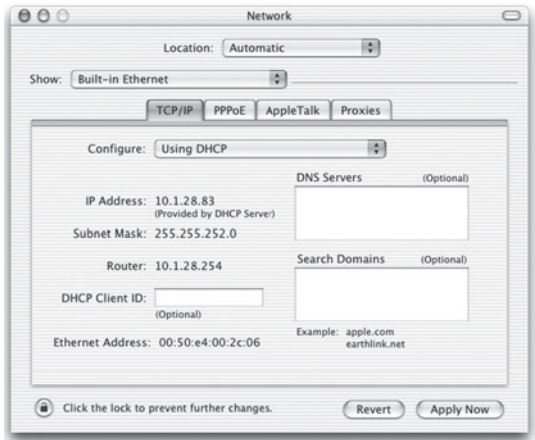 Network
Location: Automatic
Show: Built-in Ethernet
TCP/IP PPPoE AppleTalk Proxies
Configure: Using DHCP
DNS Servers (Optional)
IP Address: 10.1.28.83
(Provided by DHCP Server)
Subnet Mask: 255.255.252.0
Router: 10.1.28.254
Search Domains (Optional)
DHCP Client ID:
(Optional)
Example: apple.com
earthlink.net
Ethernet Address: 00:50:e4:00:2c:06
Click the lock to prevent further changes.
Revert Apply Now